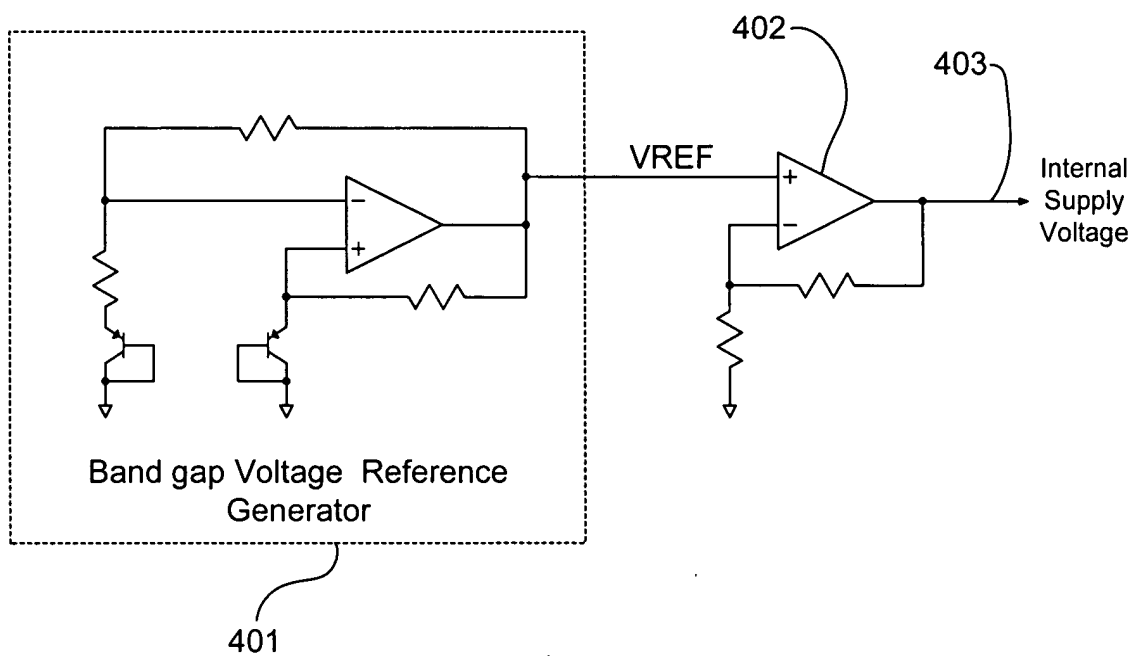 402
403
VREF
+
−
Internal
Supply
Voltage
−
+
Band gap Voltage Reference
Generator
401